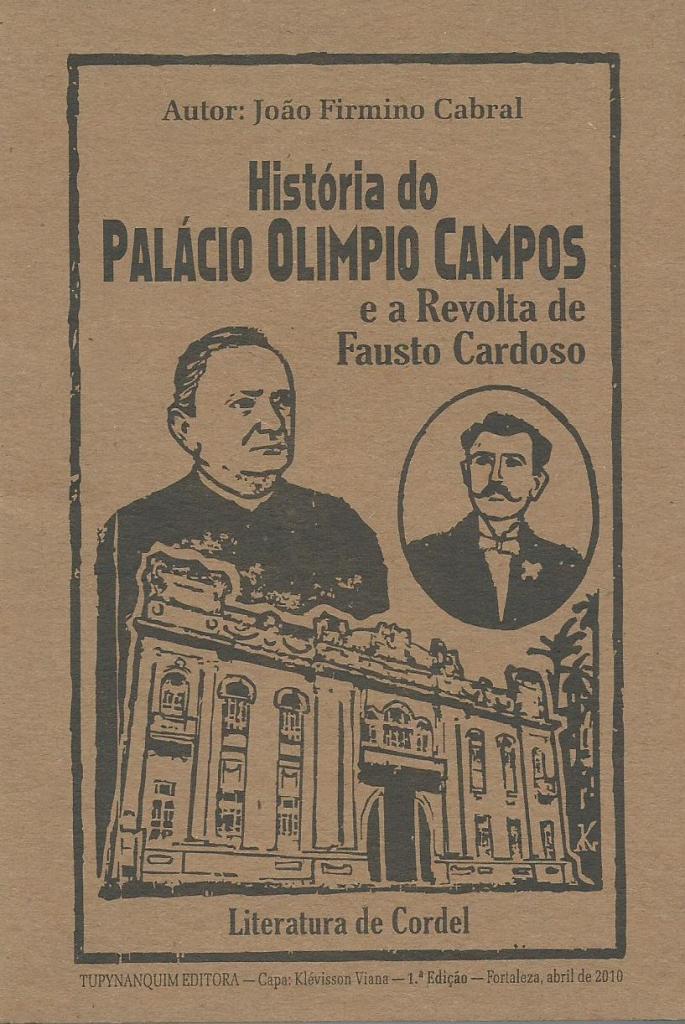 Autor: João Firmino Cabral
História do
PALÁCIO OLIMPIO CAMPOS
e a Revolta de
Fausto Cardoso
Literatura de Cordel
TUPYNANQUIM EDITORA — Capa: Klévisson Viana — 1.ª Edição — Fortaleza, abril de 2010